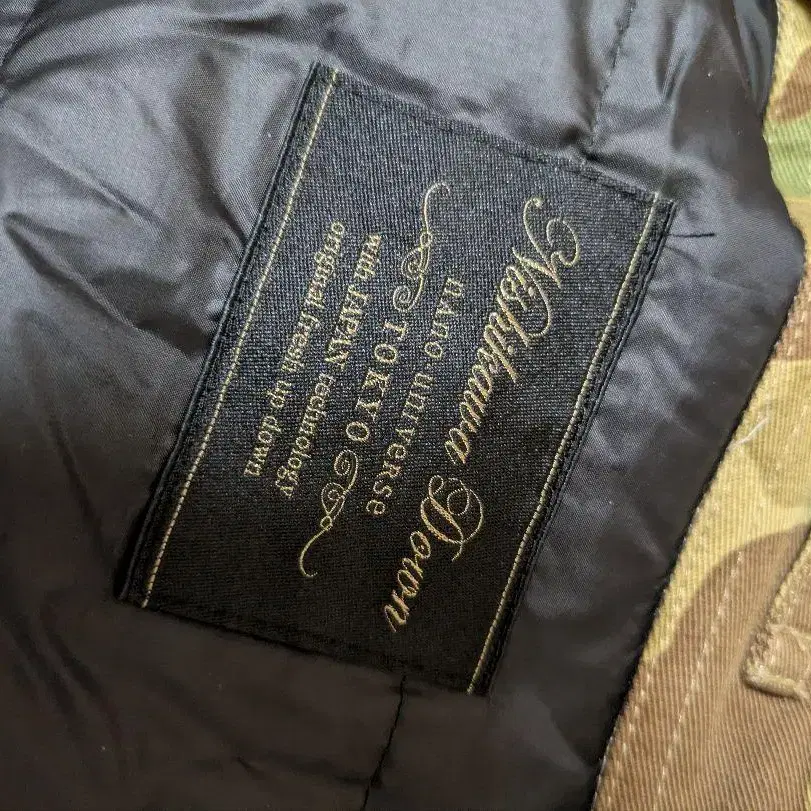 Nishikawa Down
nano universe
TOKYO
with JAPAN technology
original fresh up down